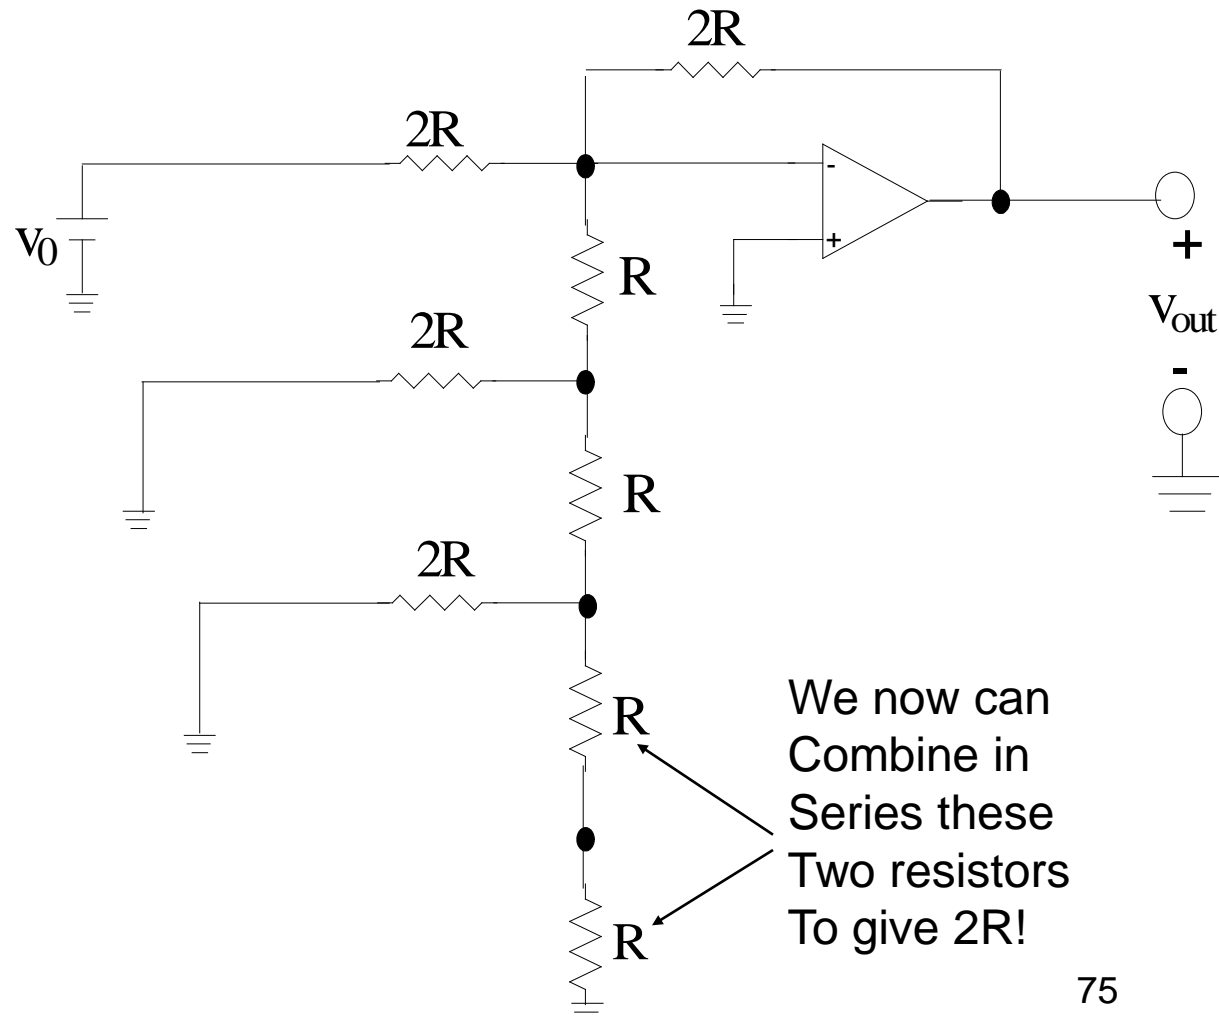 2R
2R
-
+
V0
R
+
Vout
-
2R
R
2R
R
We now can
Combine in
Series these
Two resistors
To give 2R!
R
75